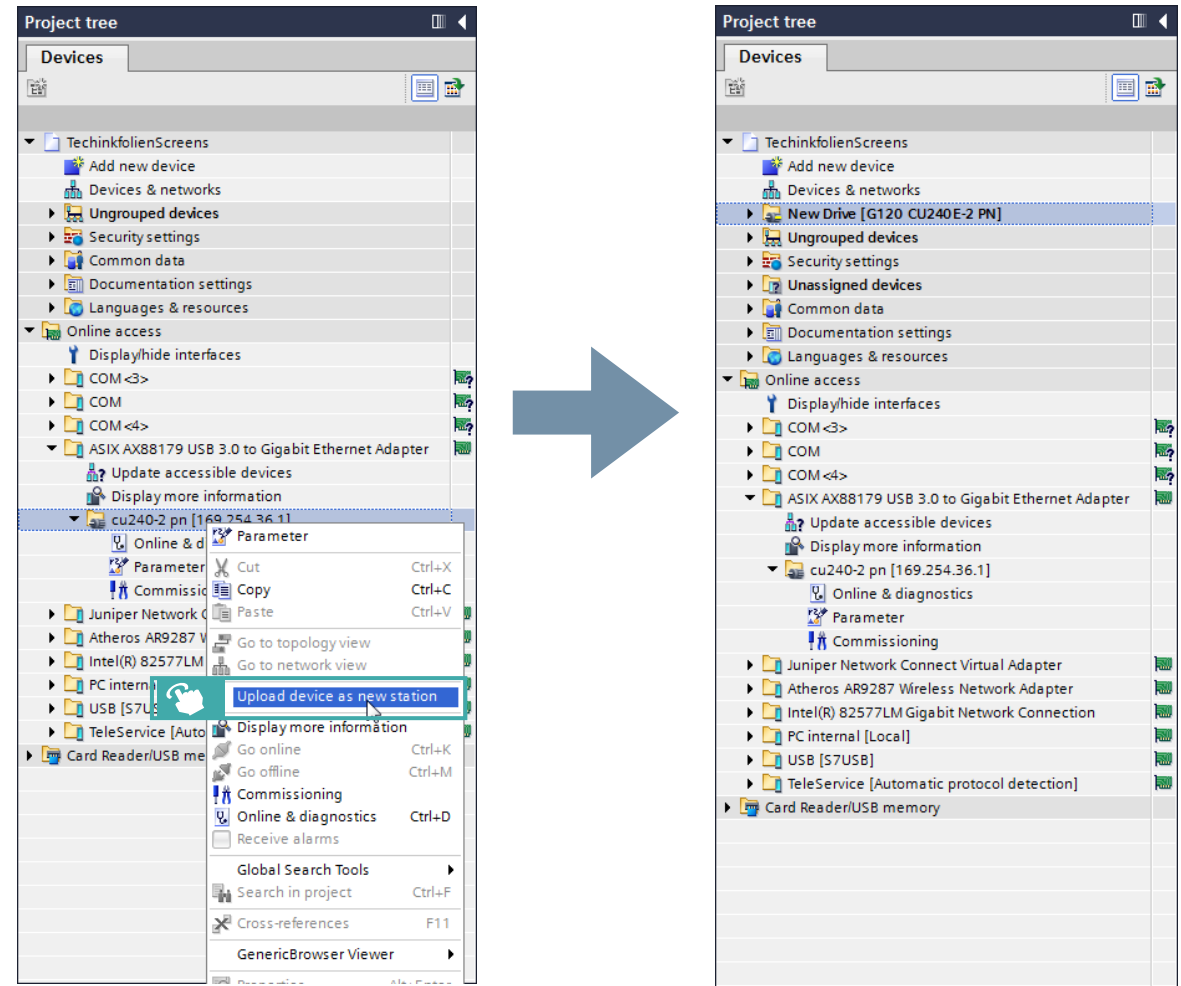 Project tree
Devices
TechinkfolienScreens
Add new device
Devices & networks
Ungrouped devices
Security settings
Common data
Documentation settings
Languages & resources
Online access
Display/hide interfaces
COM <3>
COM
COM <4>
ASIX AX88179 USB 3.0 to Gigabit Ethernet Adapter
Update accessible devices
Display more information
cu240-2 pn [169.254.36.1]
Online & d
Parameter
Commissio
Juniper Network
Atheros AR9287
Intel(R) 82577LM
PC intern
USB [S7US
TeleService [Auto
Card Reader/USB me
Parameter
Cut Ctrl+X
Copy Ctrl+C
Paste Ctrl+V
Go to topology view
Go to network view
Upload device as new station
Display more information
Go online Ctrl+K
Go offline Ctrl+M
Commissioning
Online & diagnostics Ctrl+D
Receive alarms
Global Search Tools
Search in project Ctrl+F
Cross-references F11
GenericBrowser Viewer
Project tree
Devices
TechinkfolienScreens
Add new device
Devices & networks
New Drive [G120 CU240E-2 PN]
Ungrouped devices
Security settings
Unassigned devices
Common data
Documentation settings
Languages & resources
Online access
Display/hide interfaces
COM <3>
COM
COM <4>
ASIX AX88179 USB 3.0 to Gigabit Ethernet Adapter
Update accessible devices
Display more information
cu240-2 pn [169.254.36.1]
Online & diagnostics
Parameter
Commissioning
Juniper Network Connect Virtual Adapter
Atheros AR9287 Wireless Network Adapter
Intel(R) 82577LM Gigabit Network Connection
PC internal [Local]
USB [S7USB]
TeleService [Automatic protocol detection]
Card Reader/USB memory